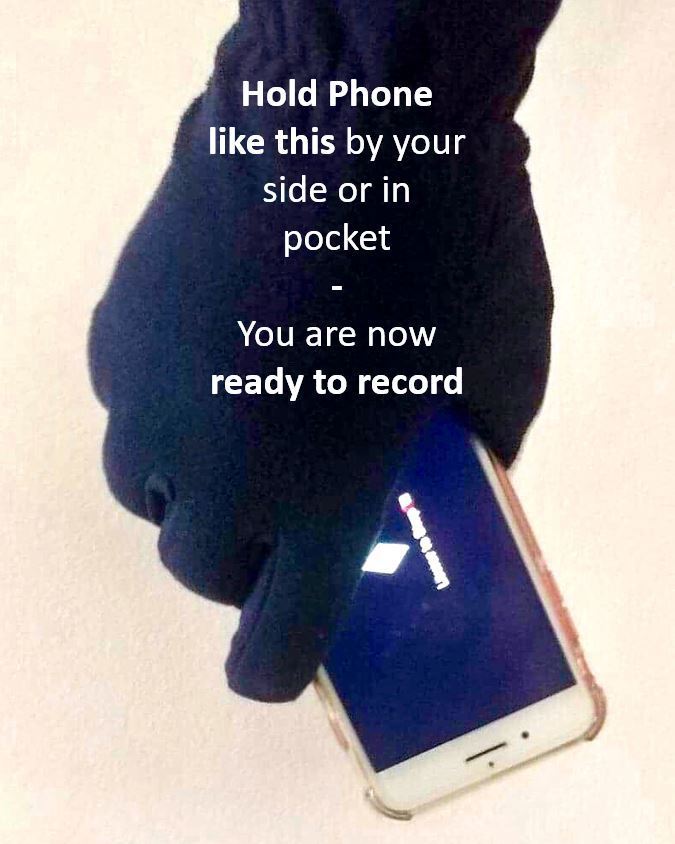 Hold Phone
like this by your
side or in
pocket
-
You are now
ready to record